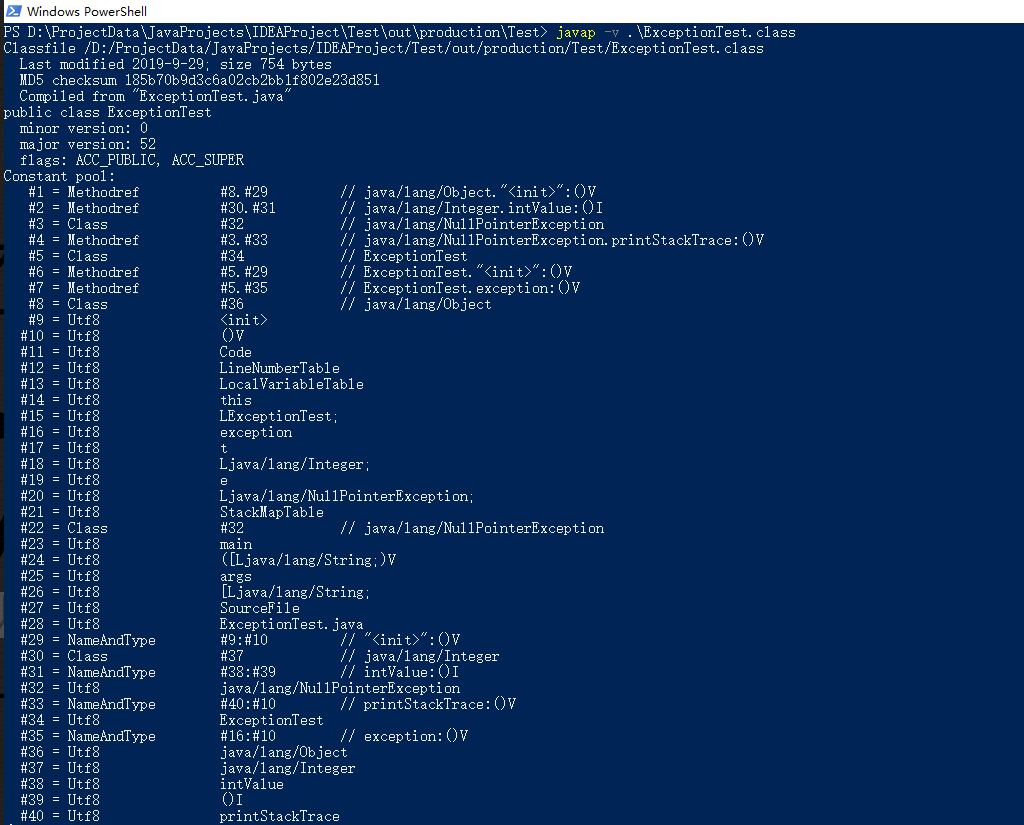 Windows PowerShell
PS D:\ProjectData\JavaProjects\IDEAProject\Test\out\production\Test> javap -v .\ExceptionTest.class
Classfile /D:/ProjectData/JavaProjects/IDEAProject/Test/out/production/Test/ExceptionTest.class
  Last modified 2019-9-29; size 754 bytes
  MD5 checksum 185b70b9d3c6a02cb2bb1f802e23d851
  Compiled from "ExceptionTest.java"
public class ExceptionTest
  minor version: 0
  major version: 52
  flags: ACC_PUBLIC, ACC_SUPER
Constant pool:
   #1 = Methodref          #8.#29         // java/lang/Object."<init>":()V
   #2 = Methodref          #30.#31        // java/lang/Integer.intValue:()I
   #3 = Class              #32            // java/lang/NullPointerException
   #4 = Methodref          #3.#33         // java/lang/NullPointerException.printStackTrace:()V
   #5 = Class              #34            // ExceptionTest
   #6 = Methodref          #5.#29         // ExceptionTest."<init>":()V
   #7 = Methodref          #5.#35         // ExceptionTest.exception:()V
   #8 = Class              #36            // java/lang/Object
   #9 = Utf8               <init>
  #10 = Utf8               ()V
  #11 = Utf8               Code
  #12 = Utf8               LineNumberTable
  #13 = Utf8               LocalVariableTable
  #14 = Utf8               this
  #15 = Utf8               LExceptionTest;
  #16 = Utf8               exception
  #17 = Utf8               t
  #18 = Utf8               Ljava/lang/Integer;
  #19 = Utf8               e
  #20 = Utf8               Ljava/lang/NullPointerException;
  #21 = Utf8               StackMapTable
  #22 = Class              #32            // java/lang/NullPointerException
  #23 = Utf8               main
  #24 = Utf8               ([Ljava/lang/String;)V
  #25 = Utf8               args
  #26 = Utf8               [Ljava/lang/String;
  #27 = Utf8               SourceFile
  #28 = Utf8               ExceptionTest.java
  #29 = NameAndType        #9:#10         // "<init>":()V
  #30 = Class              #37            // java/lang/Integer
  #31 = NameAndType        #38:#39        // intValue:()I
  #32 = Utf8               java/lang/NullPointerException
  #33 = NameAndType        #40:#10        // printStackTrace:()V
  #34 = Utf8               ExceptionTest
  #35 = NameAndType        #16:#10        // exception:()V
  #36 = Utf8               java/lang/Object
  #37 = Utf8               java/lang/Integer
  #38 = Utf8               intValue
  #39 = Utf8               ()I
  #40 = Utf8               printStackTrace